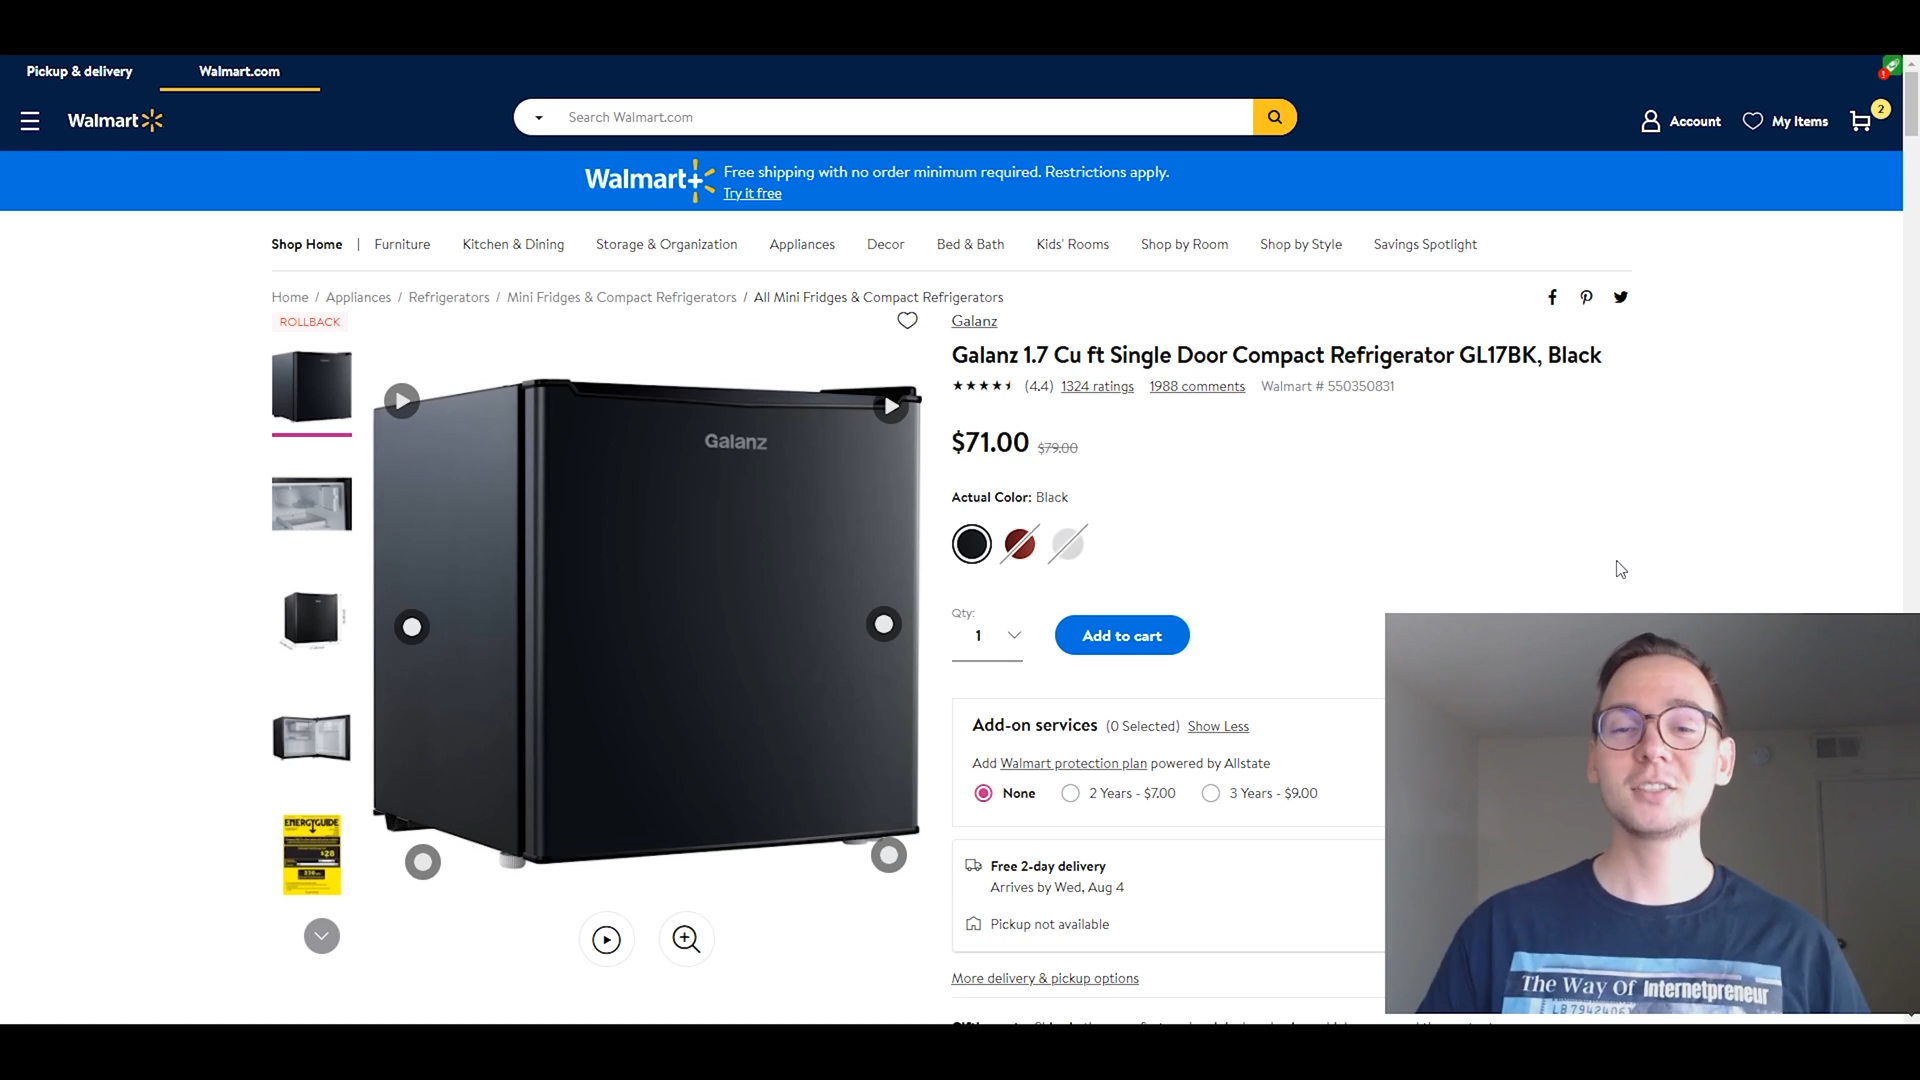 Pickup & delivery
Walmart.com
Walmart
Search Walmart.com
Account
My Items
2
Walmart+
Free shipping with no order minimum required. Restrictions apply.
Try it free
Shop Home | Furniture Kitchen & Dining Storage & Organization Appliances Decor Bed & Bath Kids' Rooms Shop by Room Shop by Style Savings Spotlight
Home / Appliances / Refrigerators / Mini Fridges & Compact Refrigerators / All Mini Fridges & Compact Refrigerators
ROLLBACK
Galanz
Galanz
ENERGYGUIDE
$28
Galanz 1.7 Cu ft Single Door Compact Refrigerator GL17BK, Black
(4.4) 1324 ratings 1988 comments Walmart # 550350831
$71.00 $79.00
Actual Color: Black
Qty:
1
Add to cart
Add-on services (0 Selected) Show Less
Add Walmart protection plan powered by Allstate
None 2 Years - $7.00 3 Years - $9.00
Free 2-day delivery
Arrives by Wed, Aug 4
Pickup not available
More delivery & pickup options
The Way Of Internetpreneur